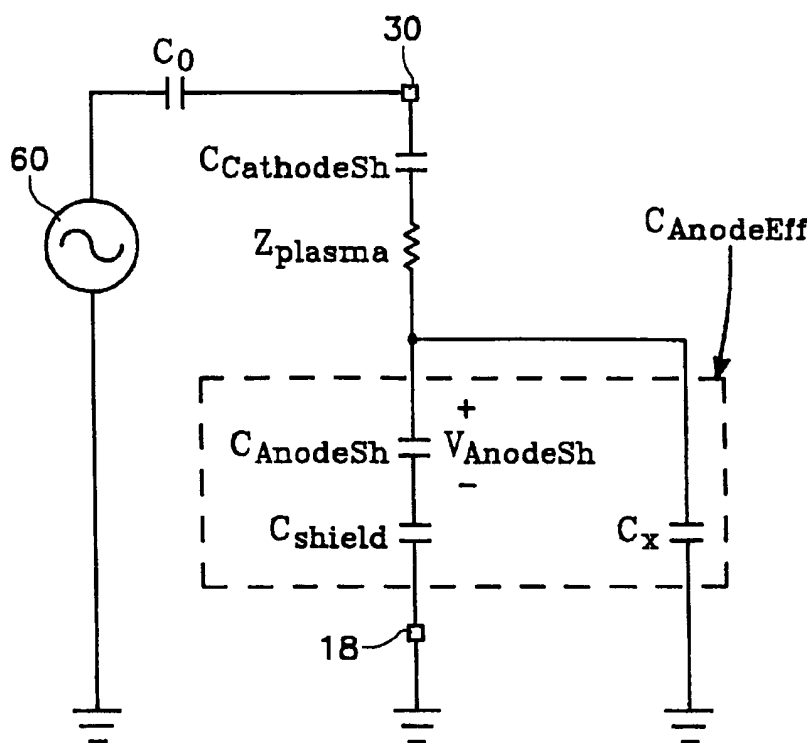 30
C0
60
CCathodeSh
Zplasma
CAnodeEff
+
CAnodeSh
VAnodeSh
-
Cshield
Cx
18